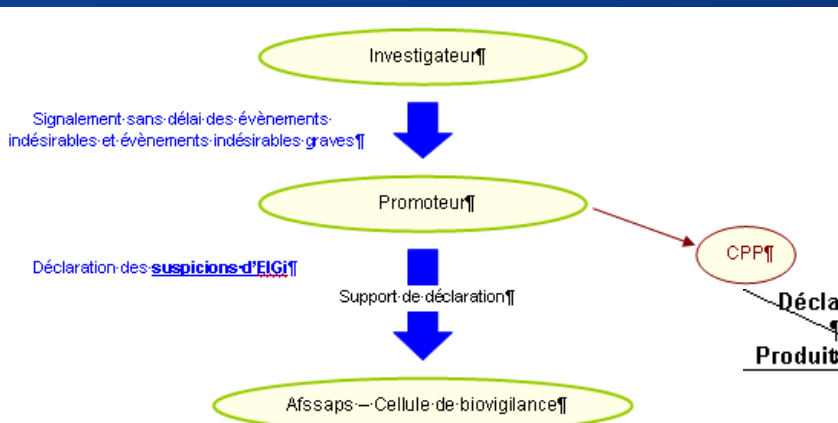 Investigateur¶
Signalement·sans·délai·des·évènements·
indésirables·et·évènements·indésirables·graves¶
Promoteur¶
CPP¶
Déclaration·des·suspicions·d'EIGi¶
Support·de·déclaration¶
Décla
¶
Produit
Afssaps·–·Cellule·de·biovigilance¶